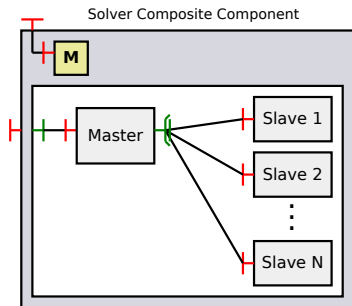 Solver Composite Component
M
Master
Slave 1
Slave 2
⋮
Slave N